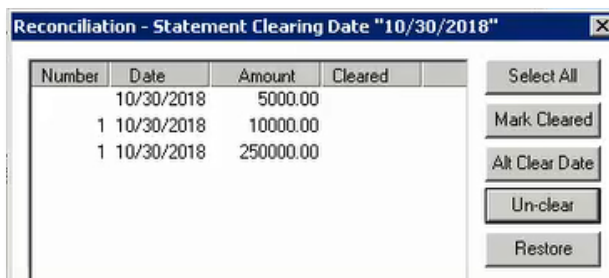 Reconciliation - Statement Clearing Date "10/30/2018"
Number Date Amount Cleared
10/30/2018 5000.00
1 10/30/2018 10000.00
1 10/30/2018 250000.00
Select All
Mark Cleared
Alt Clear Date
Un-clear
Restore